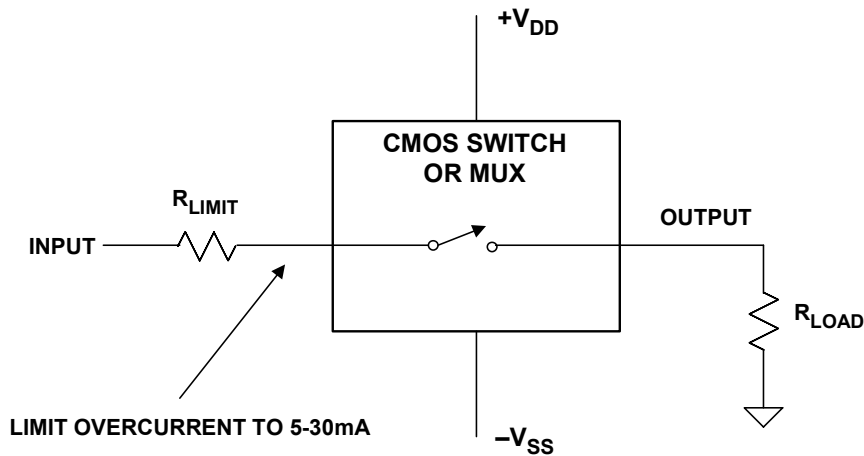 +VDD
CMOS SWITCH
OR MUX
RLIMIT
INPUT
OUTPUT
RLOAD
LIMIT OVERCURRENT TO 5-30mA
–VSS